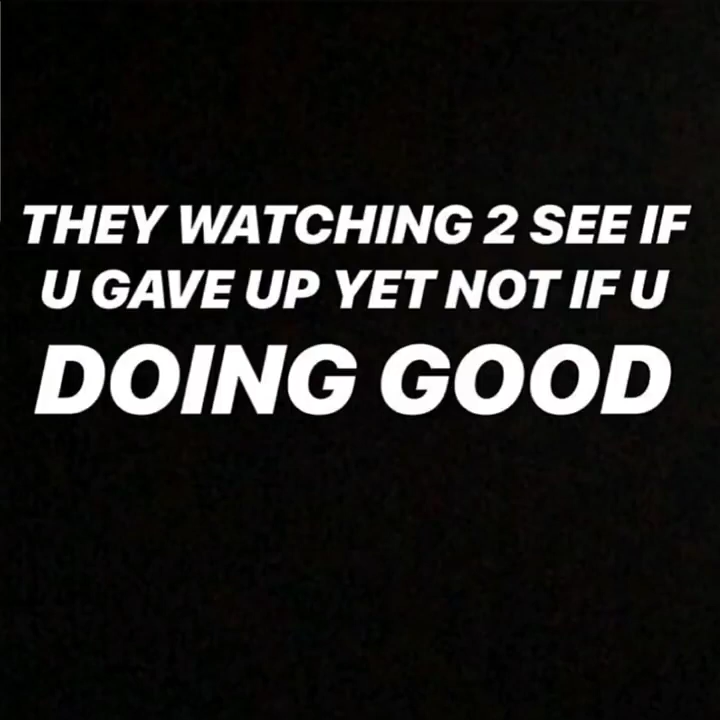 THEY WATCHING 2 SEE IF
U GAVE UP YET NOT IF U
DOING GOOD